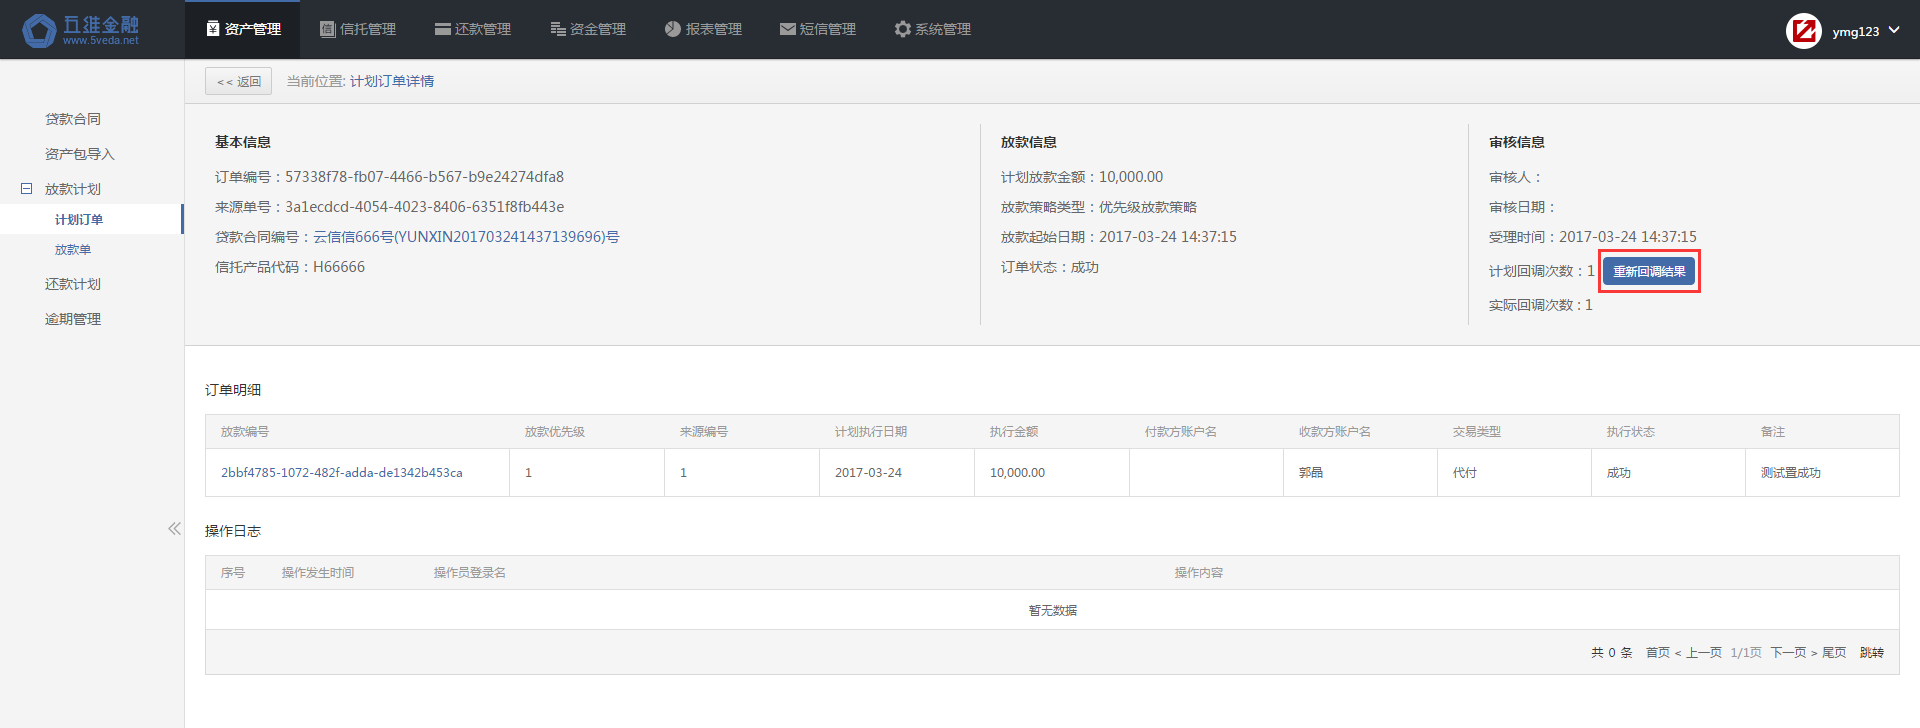 五维金融
www.5veda.net
资产管理
信托管理
还款管理
资金管理
报表管理
短信管理
系统管理
ymg123
<< 返回
当前位置: 计划订单详情
贷款合同
资产包导入
放款计划
计划订单
放款单
还款计划
逾期管理
基本信息
订单编号：57338f78-fb07-4466-b567-b9e24274dfa8
来源单号：3a1ecdcd-4054-4023-8406-6351f8fb443e
贷款合同编号：云信信666号(YUNXIN201703241437139696)号
信托产品代码：H66666
放款信息
计划放款金额：10,000.00
放款策略类型：优先级放款策略
放款起始日期：2017-03-24 14:37:15
订单状态：成功
审核信息
审核人：
审核日期：
受理时间：2017-03-24 14:37:15
计划回调次数：1 重新回调结果
实际回调次数：1
订单明细
放款编号 放款优先级 来源编号 计划执行日期 执行金额 付款方账户名 收款方账户名 交易类型 执行状态 备注
2bbf4785-1072-482f-adda-de1342b453ca 1 1 2017-03-24 10,000.00 郭晶 代付 成功 测试置成功
操作日志
序号 操作发生时间 操作员登录名 操作内容
暂无数据
共 0 条 首页 < 上一页 1/1页 下一页 > 尾页 跳转